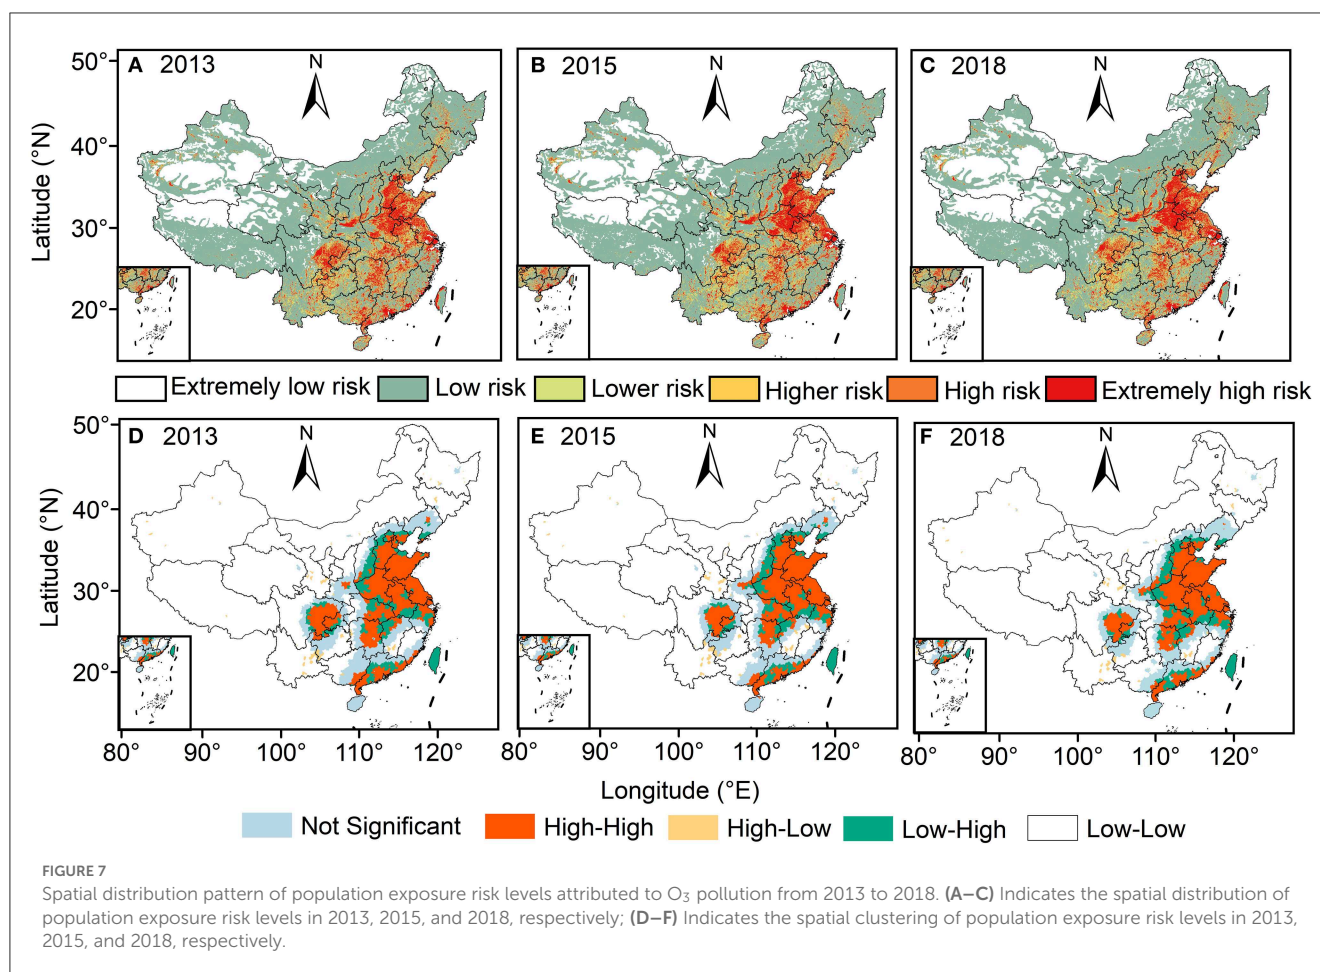 A 2013
N
B 2015
N
C 2018
N
50°
40°
30°
20°
Latitude (°N)
Extremely low risk
Low risk
Lower risk
Higher risk
High risk
Extremely high risk
D 2013
N
E 2015
N
F 2018
N
50°
40°
30°
20°
Latitude (°N)
80° 90° 100° 110° 120°
80° 90° 100° 110° 120°
80° 90° 100° 110° 120°
Longitude (°E)
Not Significant
High-High
High-Low
Low-High
Low-Low
FIGURE 7
Spatial distribution pattern of population exposure risk levels attributed to O₃ pollution from 2013 to 2018. (A–C) Indicates the spatial distribution of
population exposure risk levels in 2013, 2015, and 2018, respectively; (D–F) Indicates the spatial clustering of population exposure risk levels in 2013,
2015, and 2018, respectively.